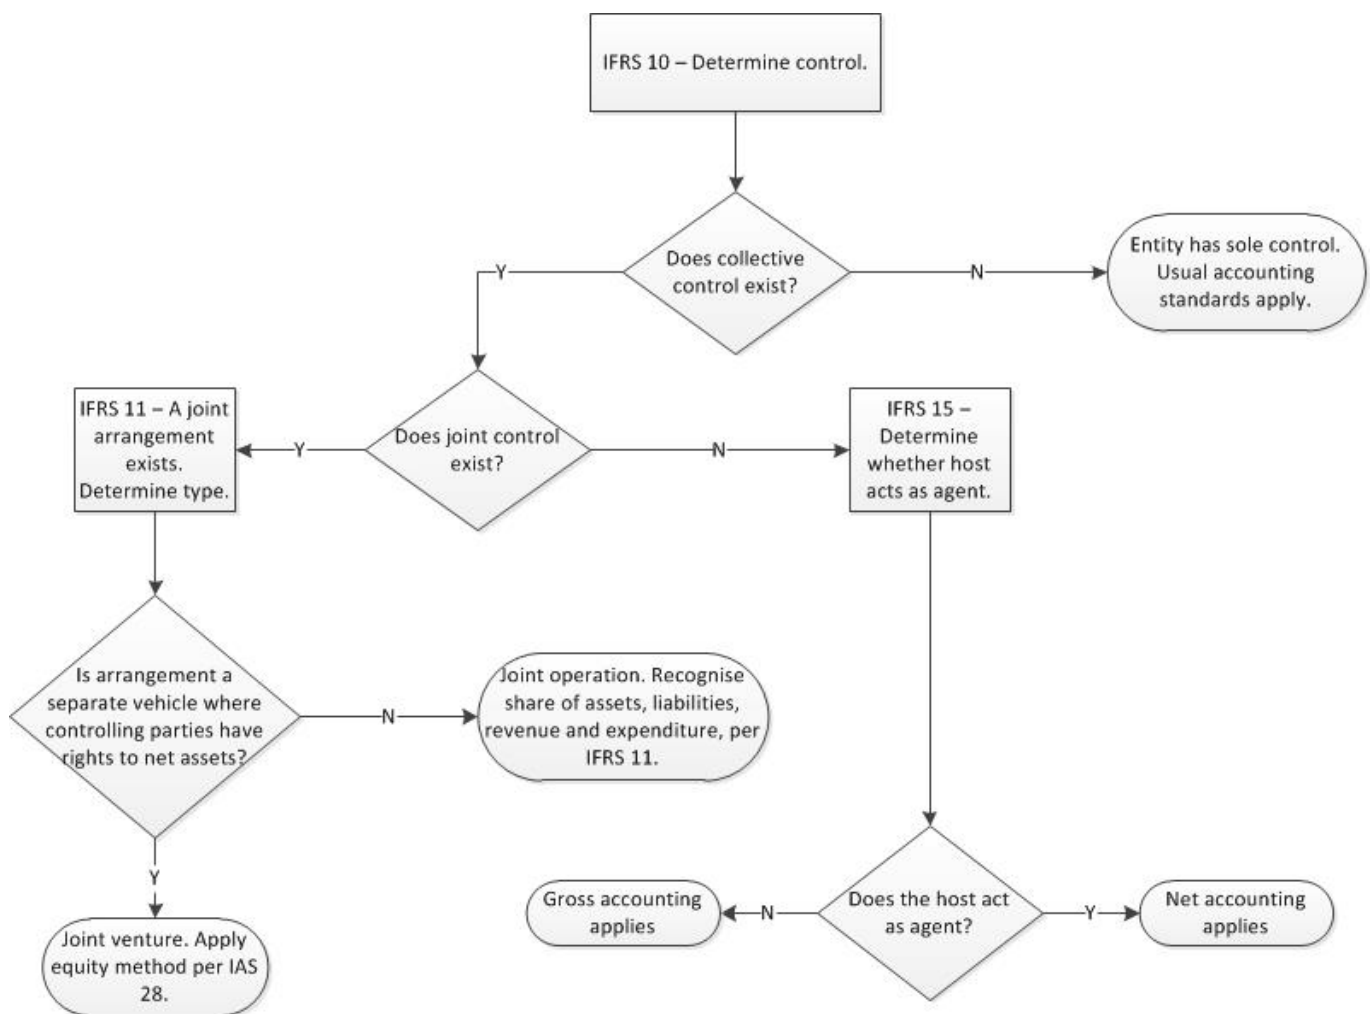 IFRS 10 – Determine control.
Does collective
control exist?
Y
N
Entity has sole control.
Usual accounting
standards apply.
IFRS 11 – A joint
arrangement
exists.
Determine type.
Y
Does joint control
exist?
N
IFRS 15 –
Determine
whether host
acts as agent.
Is arrangement a
separate vehicle where
controlling parties have
rights to net assets?
N
Joint operation. Recognise
share of assets, liabilities,
revenue and expenditure, per
IFRS 11.
Y
Joint venture. Apply
equity method per IAS
28.
Gross accounting
applies
N
Does the host act
as agent?
Y
Net accounting
applies